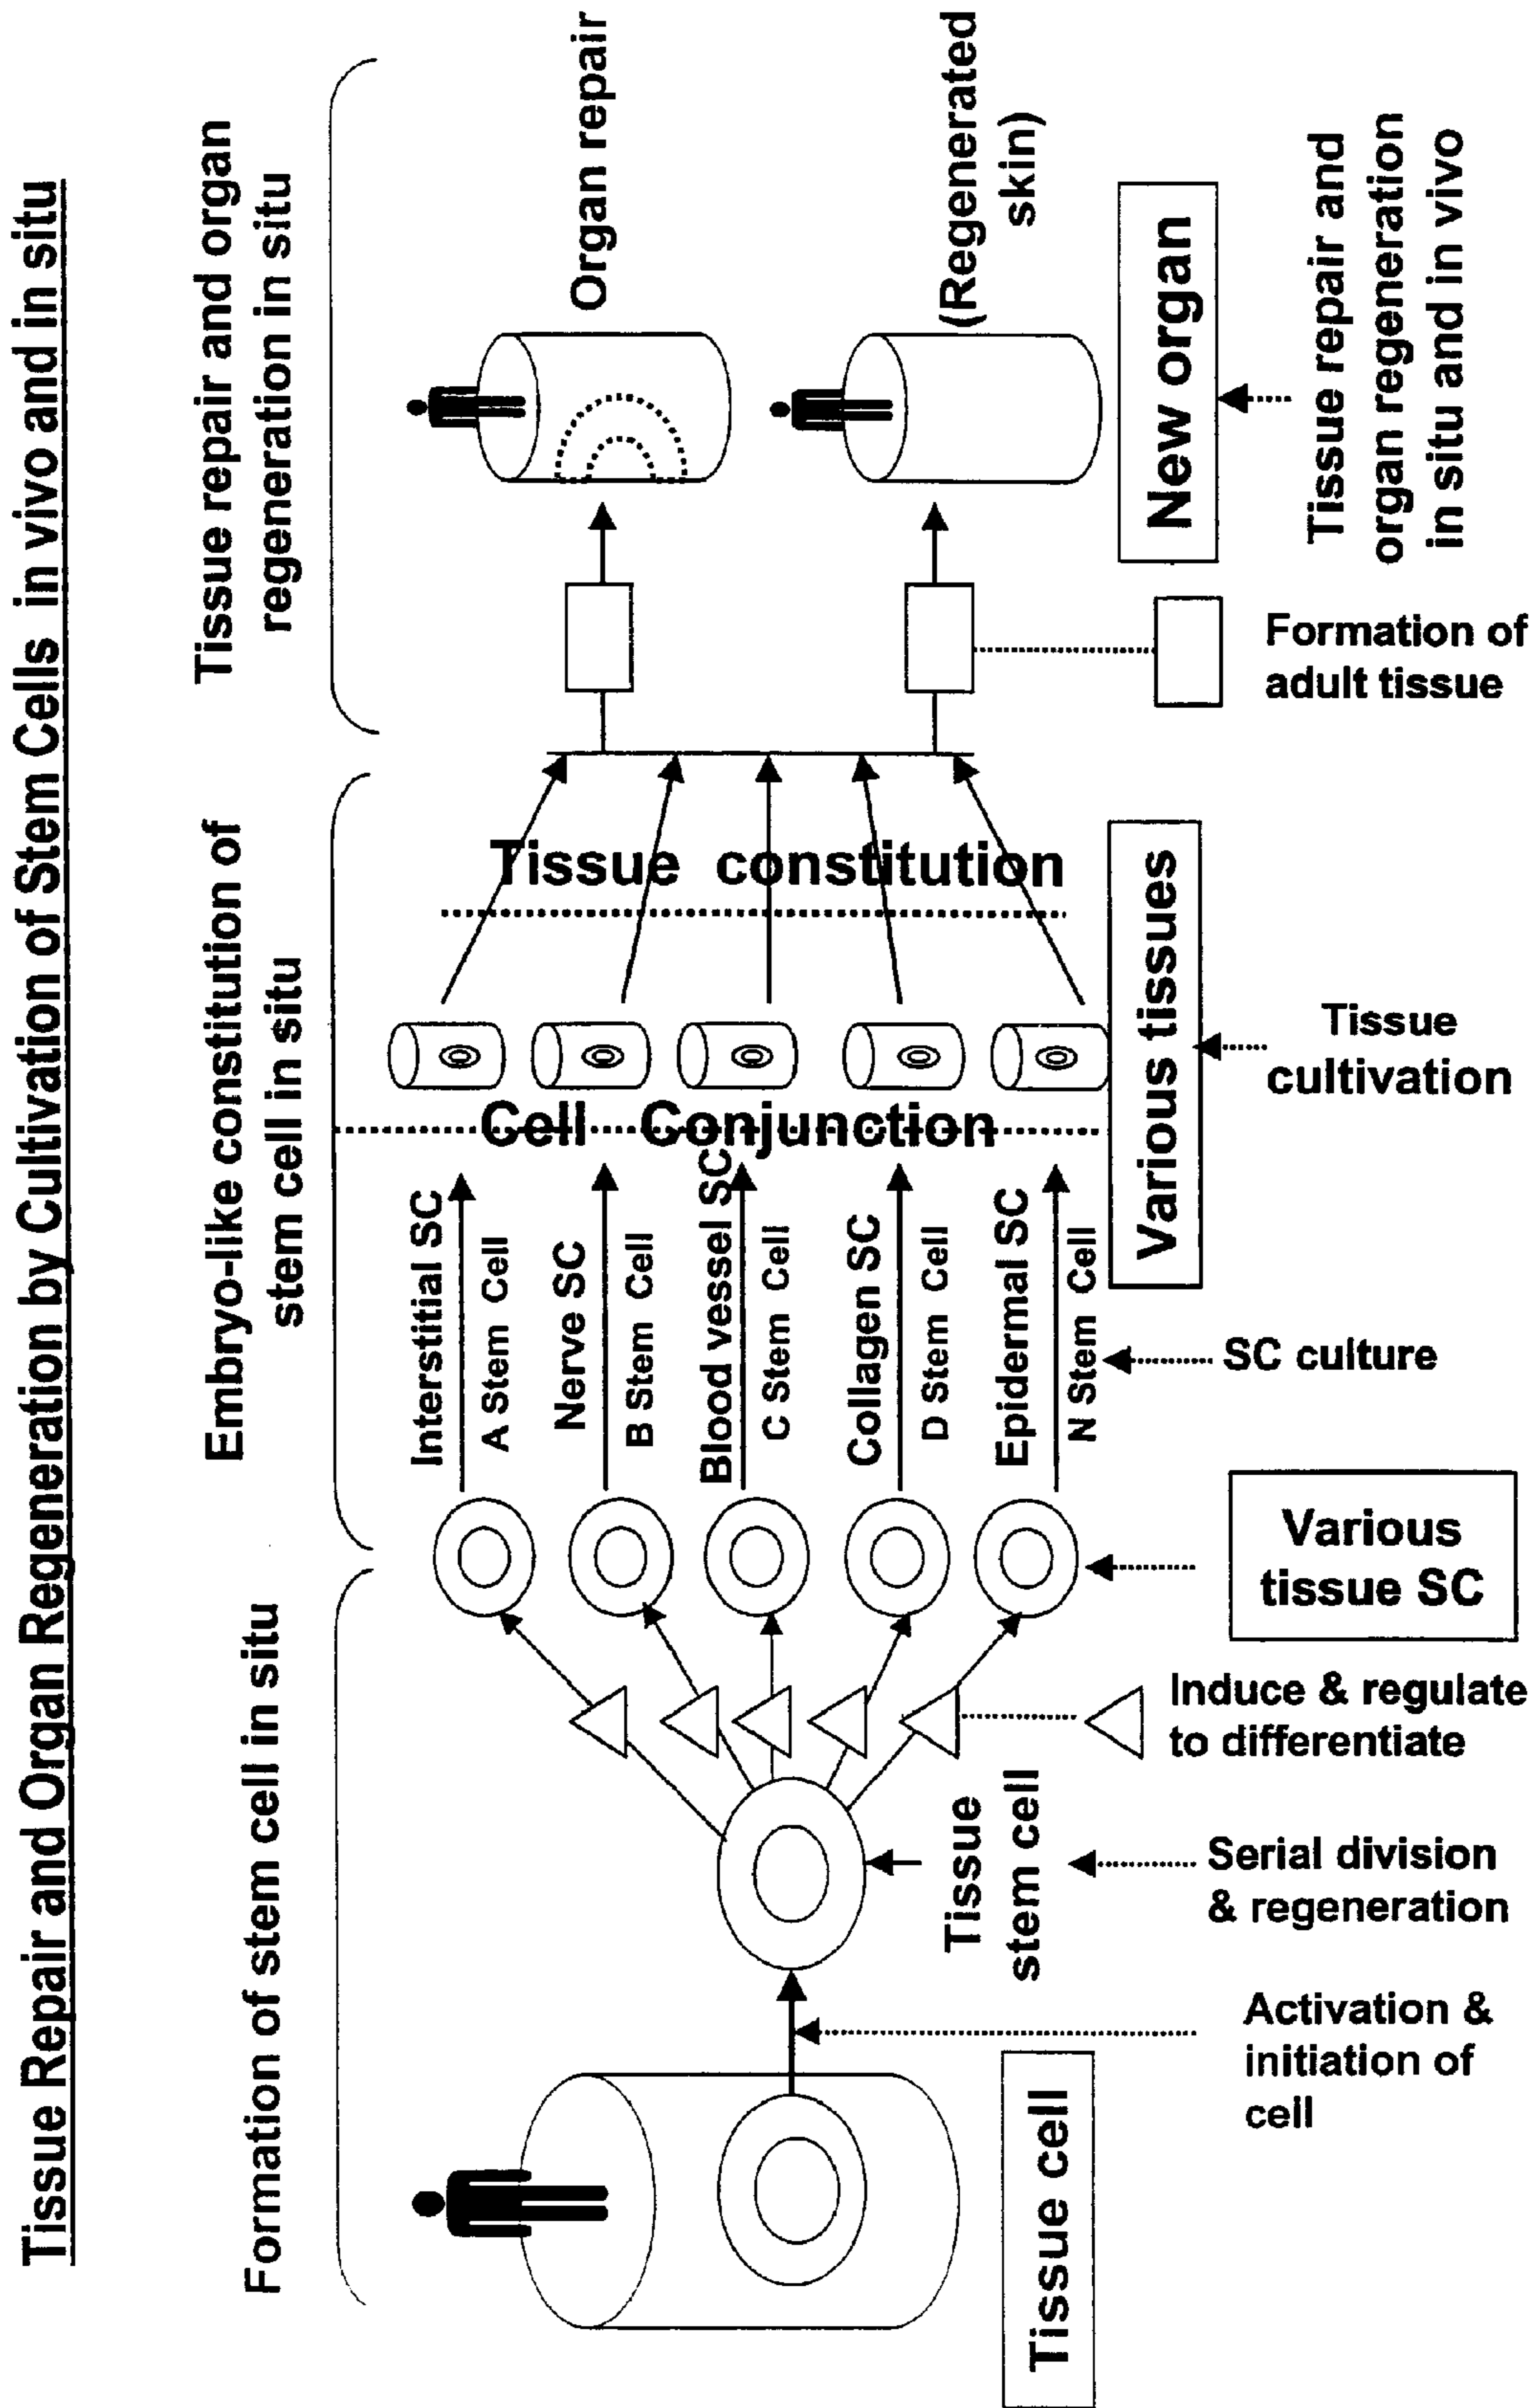 Tissue Repair and Organ Regeneration by Cultivation of Stem Cells in vivo and in situ
Formation of stem cell in situ
Embryo-like constitution of
stem cell in situ
Tissue repair and organ
regeneration in situ
Interstitial SC
A Stem Cell
Nerve SC
B Stem Cell
Blood vessel SC
C Stem Cell
Collagen SC
D Stem Cell
Epidermal SC
N Stem Cell
Cell Conjunction
Tissue constitution
Organ repair
(Regenerated
skin)
Tissue cell
Tissue
stem cell
Various
tissue SC
Various tissues
New organ
Activation &
initiation of
cell
Serial division
& regeneration
Induce & regulate
to differentiate
SC culture
Tissue
cultivation
Formation of
adult tissue
Tissue repair and
organ regeneration
in situ and in vivo